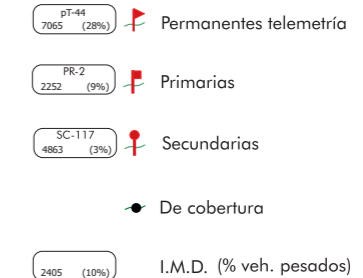 pT-44
7065 (28%)
Permanentes telemetría
PR-2
2252 (9%)
Primarias
SC-117
4863 (3%)
Secundarias
De cobertura
2405 (10%)
I.M.D. (% veh. pesados)